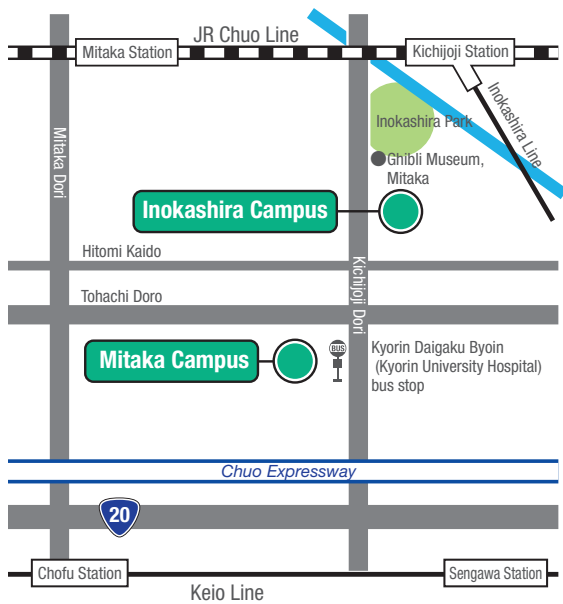 JR Chuo Line
Mitaka Station
Kichijoji Station
Inokashira Line
Inokashira Park
Mitaka Dori
Ghibli Museum,
Mitaka
Inokashira Campus
Hitomi Kaido
Kichijoji Dori
Tohachi Doro
Mitaka Campus
BUS
Kyorin Daigaku Byoin
(Kyorin University Hospital)
bus stop
Chuo Expressway
20
Chofu Station
Sengawa Station
Keio Line